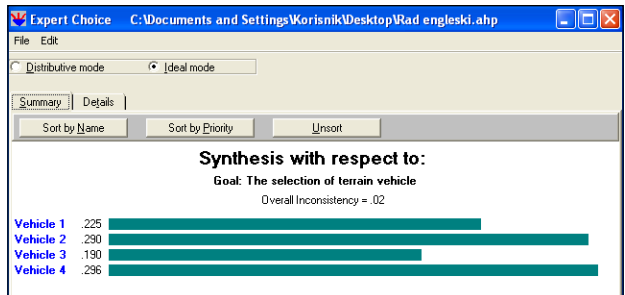 Expert Choice C:\Documents and Settings\Korisnik\Desktop\Rad engleski.ahp
File Edit
Distributive mode Ideal mode
Summary Details
Sort by Name Sort by Priority Unsort
Synthesis with respect to:
Goal: The selection of terrain vehicle
Overall Inconsistency = .02
Vehicle 1 .225
Vehicle 2 .290
Vehicle 3 .190
Vehicle 4 .296